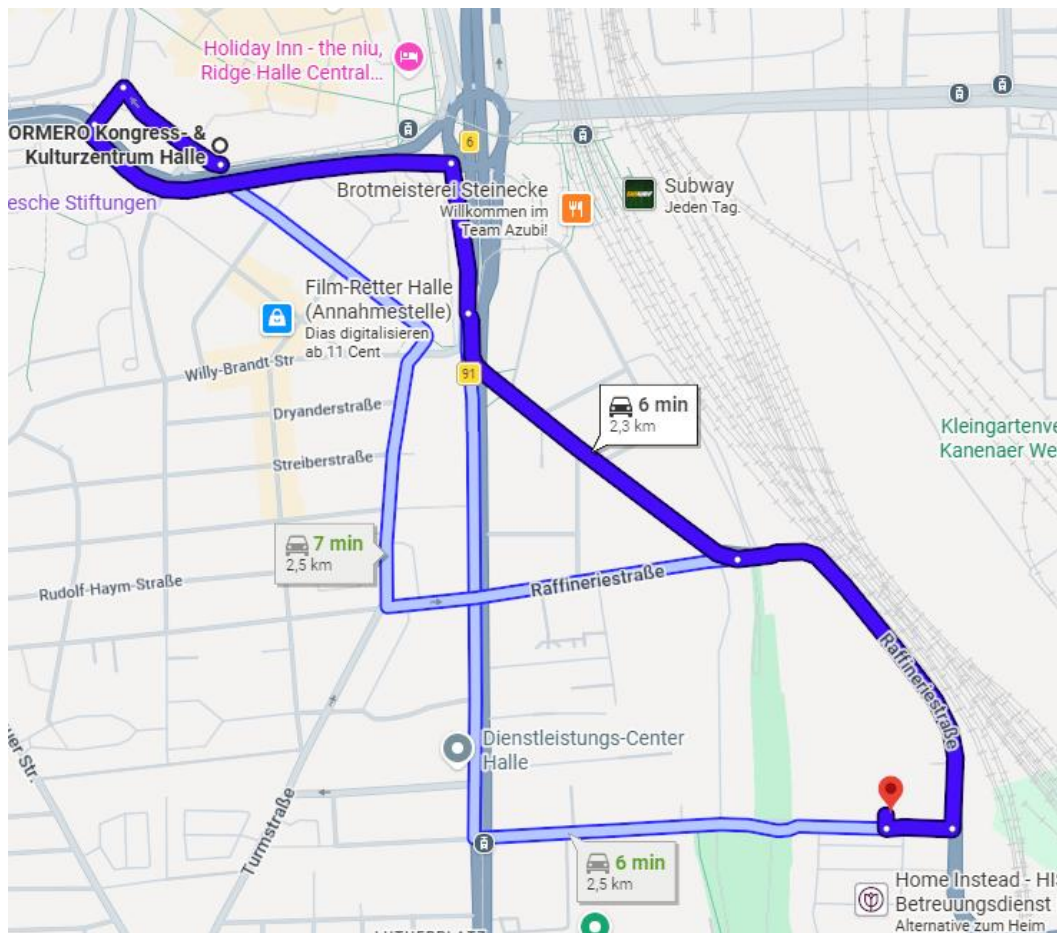 Holiday Inn - the niu,
Ridge Halle Central...
6
ORMERO Kongress- &
Kulturzentrum Halle
esche Stiftungen
Brotmeisterei Steinecke
Willkommen im
Team Azubi!
Subway
Jeden Tag.
Film-Retter Halle
(Annahmestelle)
Dias digitalisieren
ab 11 Cent
Willy-Brandt-Str
91
6 min
2,3 km
Dryanderstraße
Kleingartenve
Kanenaer We
Streiberstraße
7 min
2,5 km
Rudolf-Haym-Straße
Raffineriestraße
Raffineriestraße
Dienstleistungs-Center
Halle
uer Str.
Turmstraße
6 min
2,5 km
Home Instead - HI
Betreuungsdienst
Alternative zum Heim